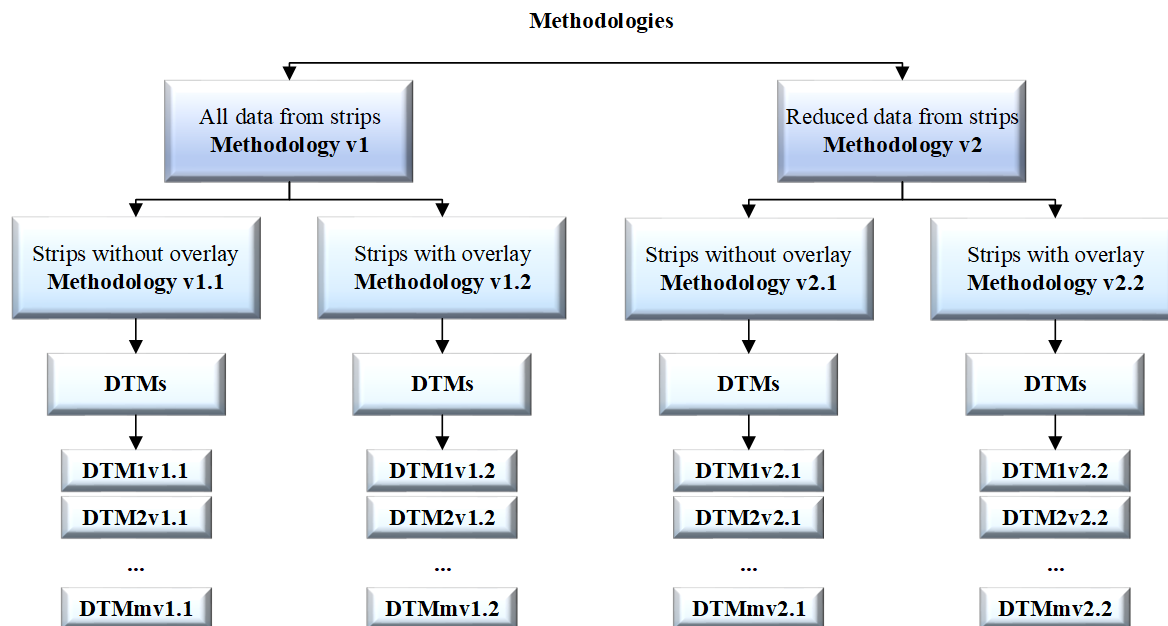 Methodologies
All data from strips
Methodology v1
Reduced data from strips
Methodology v2
Strips without overlay
Methodology v1.1
Strips with overlay
Methodology v1.2
Strips without overlay
Methodology v2.1
Strips with overlay
Methodology v2.2
DTMs
DTMs
DTMs
DTMs
DTM1v1.1
DTM1v1.2
DTM1v2.1
DTM1v2.2
DTM2v1.1
DTM2v1.2
DTM2v2.1
DTM2v2.2
...
...
...
...
DTMmv1.1
DTMmv1.2
DTMmv2.1
DTMmv2.2